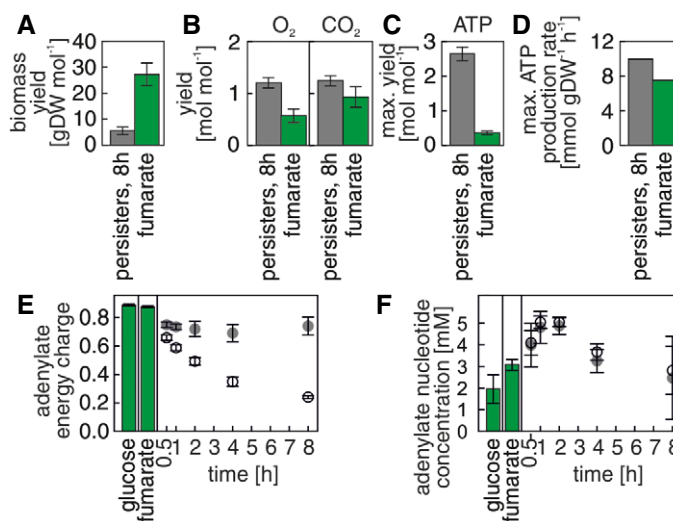 A
biomass
yield
[gDW mol⁻¹]
40
30
20
10
0
persisters, 8h
fumarate
B
O₂
CO₂
yield
[mol mol⁻¹]
2
1
0
persisters, 8h
fumarate
persisters, 8h
fumarate
C
ATP
max. yield
[mol mol⁻¹]
3
2
1
0
persisters, 8h
fumarate
D
max. ATP
production rate
[mmol gDW⁻¹ h⁻¹]
12
8
4
0
persisters, 8h
fumarate
E
adenylate
energy charge
0.8
0.6
0.4
0.2
0.0
glucose
fumarate
0.5
1
2
3
4
5
6
7
8
time [h]
F
adenylate nucleotide
concentration [mM]
5
4
3
2
1
0
glucose
fumarate
0.5
1
2
3
4
5
6
7
8
time [h]